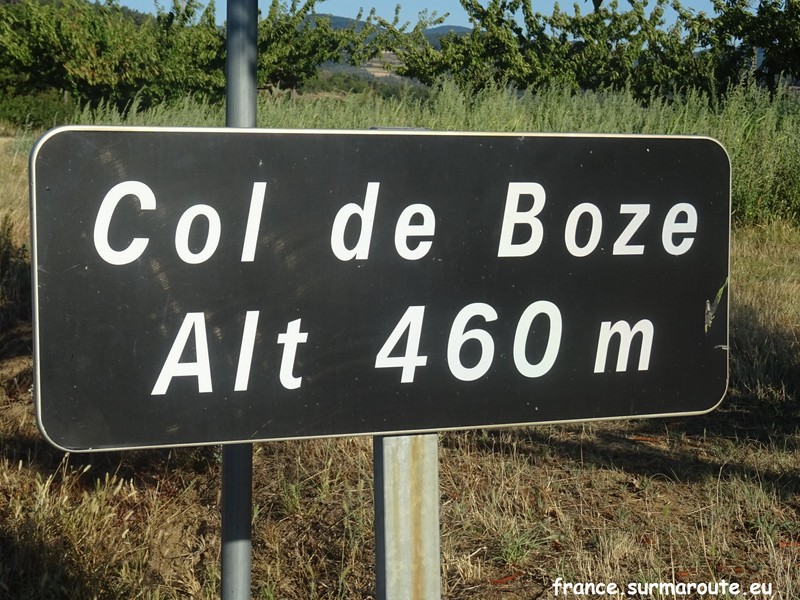 Col de Boze
Alt 460 m
france.surmaroute.eu